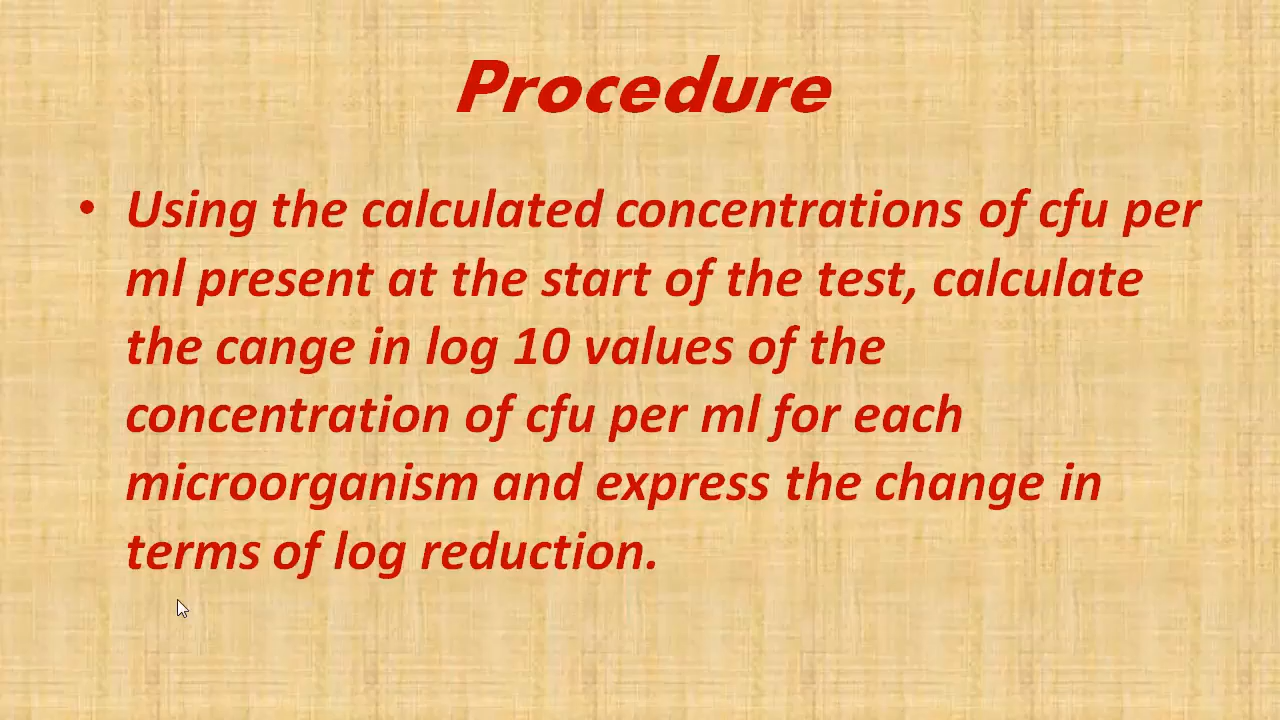 Procedure
• Using the calculated concentrations of cfu per
ml present at the start of the test, calculate
the cange in log 10 values of the
concentration of cfu per ml for each
microorganism and express the change in
terms of log reduction.